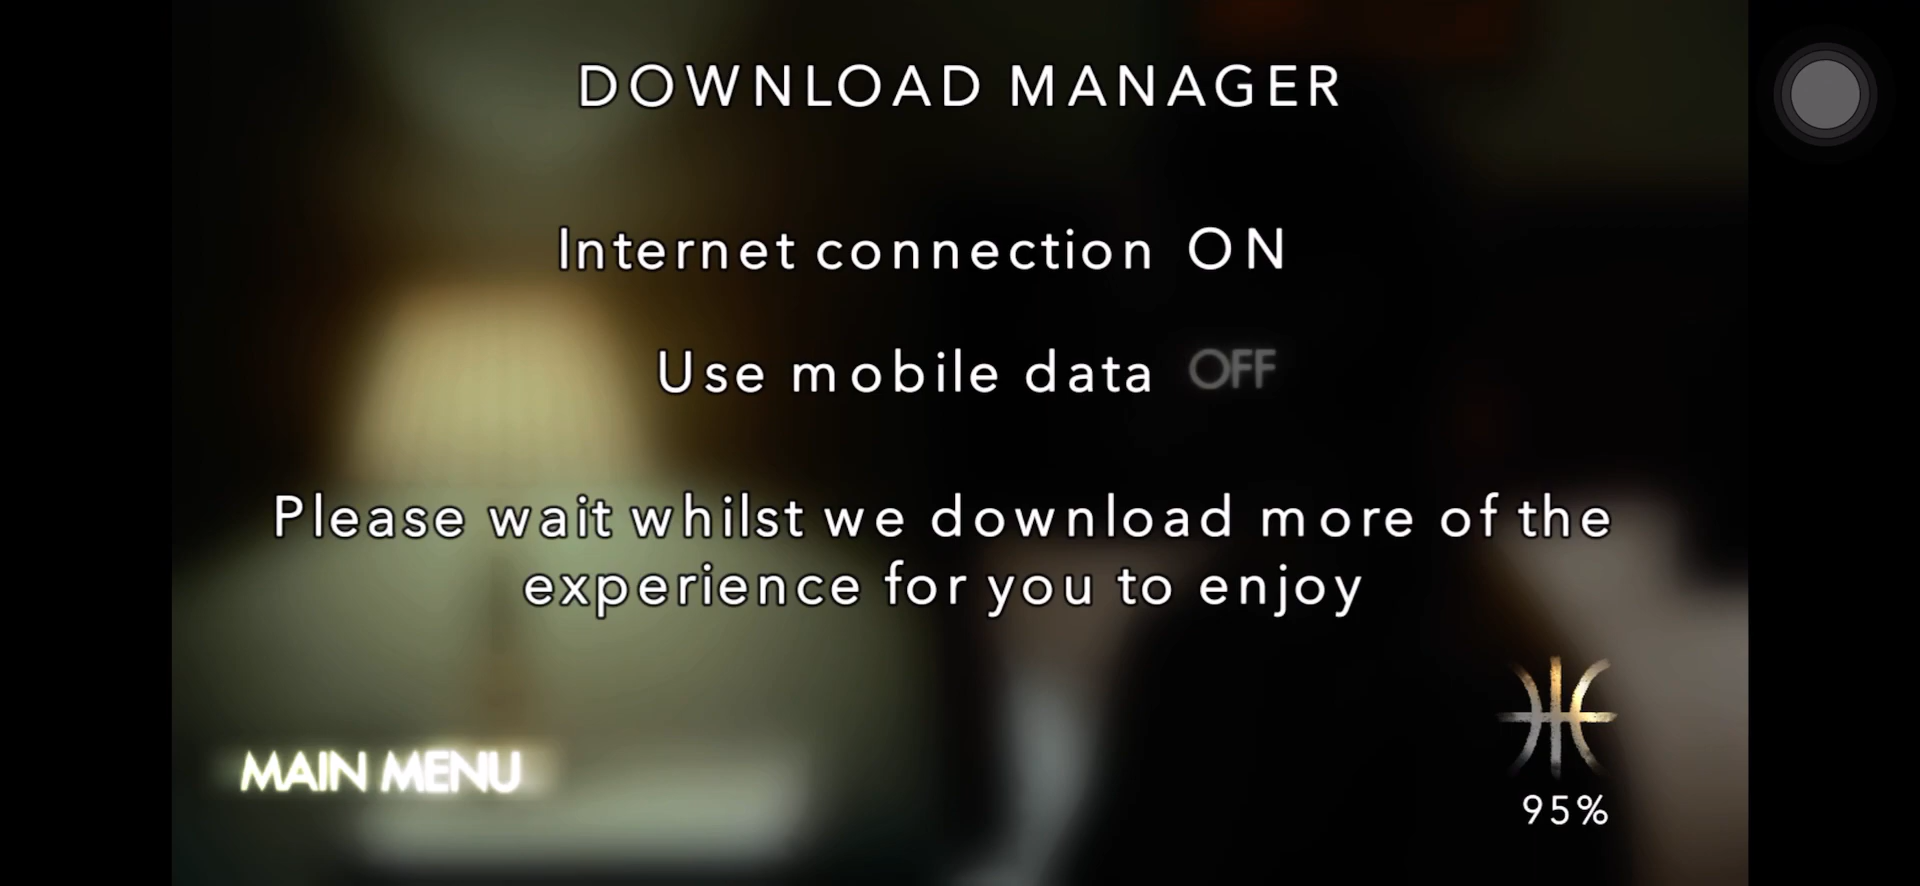 DOWNLOAD MANAGER
Internet connection ON
Use mobile data OFF
Please wait whilst we download more of the
experience for you to enjoy
MAIN MENU
95%